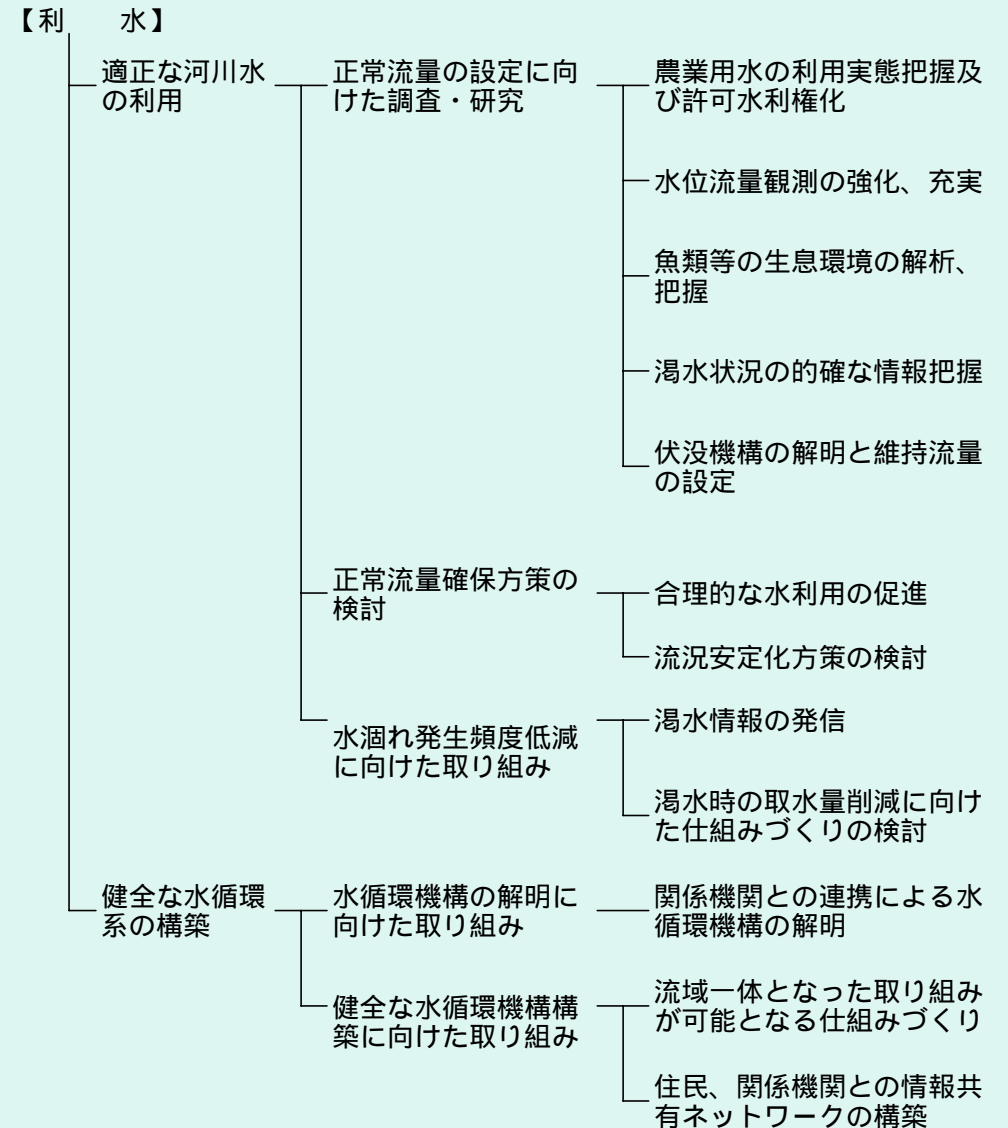 【利　　水】
適正な河川水
の利用
正常流量の設定に向
けた調査・研究
農業用水の利用実態把握及
び許可水利権化
水位流量観測の強化、充実
魚類等の生息環境の解析、
把握
渇水状況の的確な情報把握
伏没機構の解明と維持流量
の設定
正常流量確保方策の
検討
合理的な水利用の促進
流況安定化方策の検討
水涸れ発生頻度低減
に向けた取り組み
渇水情報の発信
渇水時の取水量削減に向け
た仕組みづくりの検討
健全な水循環
系の構築
水循環機構の解明に
向けた取り組み
関係機関との連携による水
循環機構の解明
健全な水循環機構構
築に向けた取り組み
流域一体となった取り組み
が可能となる仕組みづくり
住民、関係機関との情報共
有ネットワークの構築